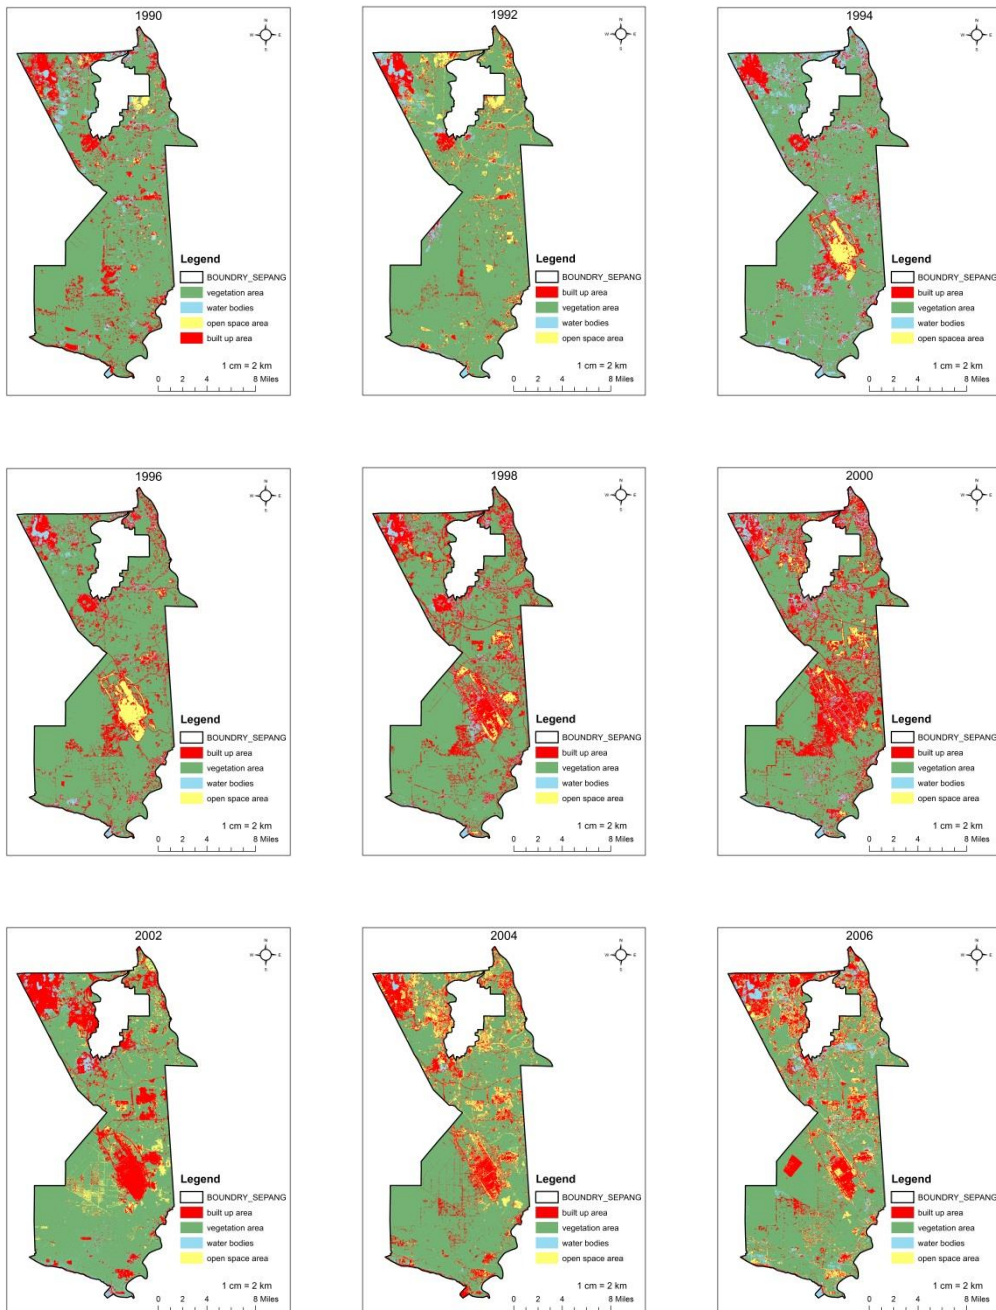 1990
N
W E
S
Legend
BOUNDRY_SEPANG
vegetation area
water bodies
open space area
built up area
1 cm = 2 km
0 2 4 8 Miles
1992
N
W E
S
Legend
BOUNDRY_SEPANG
built up area
vegetation area
water bodies
open space area
1 cm = 2 km
0 2 4 8 Miles
1994
N
W E
S
Legend
BOUNDRY_SEPANG
built up area
vegetation area
water bodies
open spacea area
1 cm = 2 km
0 2 4 8 Miles
1996
N
W E
S
Legend
BOUNDRY_SEPANG
built up area
vegetation area
water bodies
open space area
1 cm = 2 km
0 2 4 8 Miles
1998
N
W E
S
Legend
BOUNDRY_SEPANG
built up area
vegetation area
water bodies
open space area
1 cm = 2 km
0 2 4 8 Miles
2000
N
W E
S
Legend
BOUNDRY_SEPANG
built up area
vegetation area
water bodies
open space area
1 cm = 2 km
0 2 4 8 Miles
2002
N
W E
S
Legend
BOUNDRY_SEPANG
built up area
vegetation area
water bodies
open space area
1 cm = 2 km
0 2 4 8 Miles
2004
N
W E
S
Legend
BOUNDRY_SEPANG
built up area
vegetation area
water bodies
open space area
1 cm = 2 km
0 2 4 8 Miles
2006
N
W E
S
Legend
BOUNDRY_SEPANG
built up area
vegetation area
water bodies
open space area
1 cm = 2 km
0 2 4 8 Miles